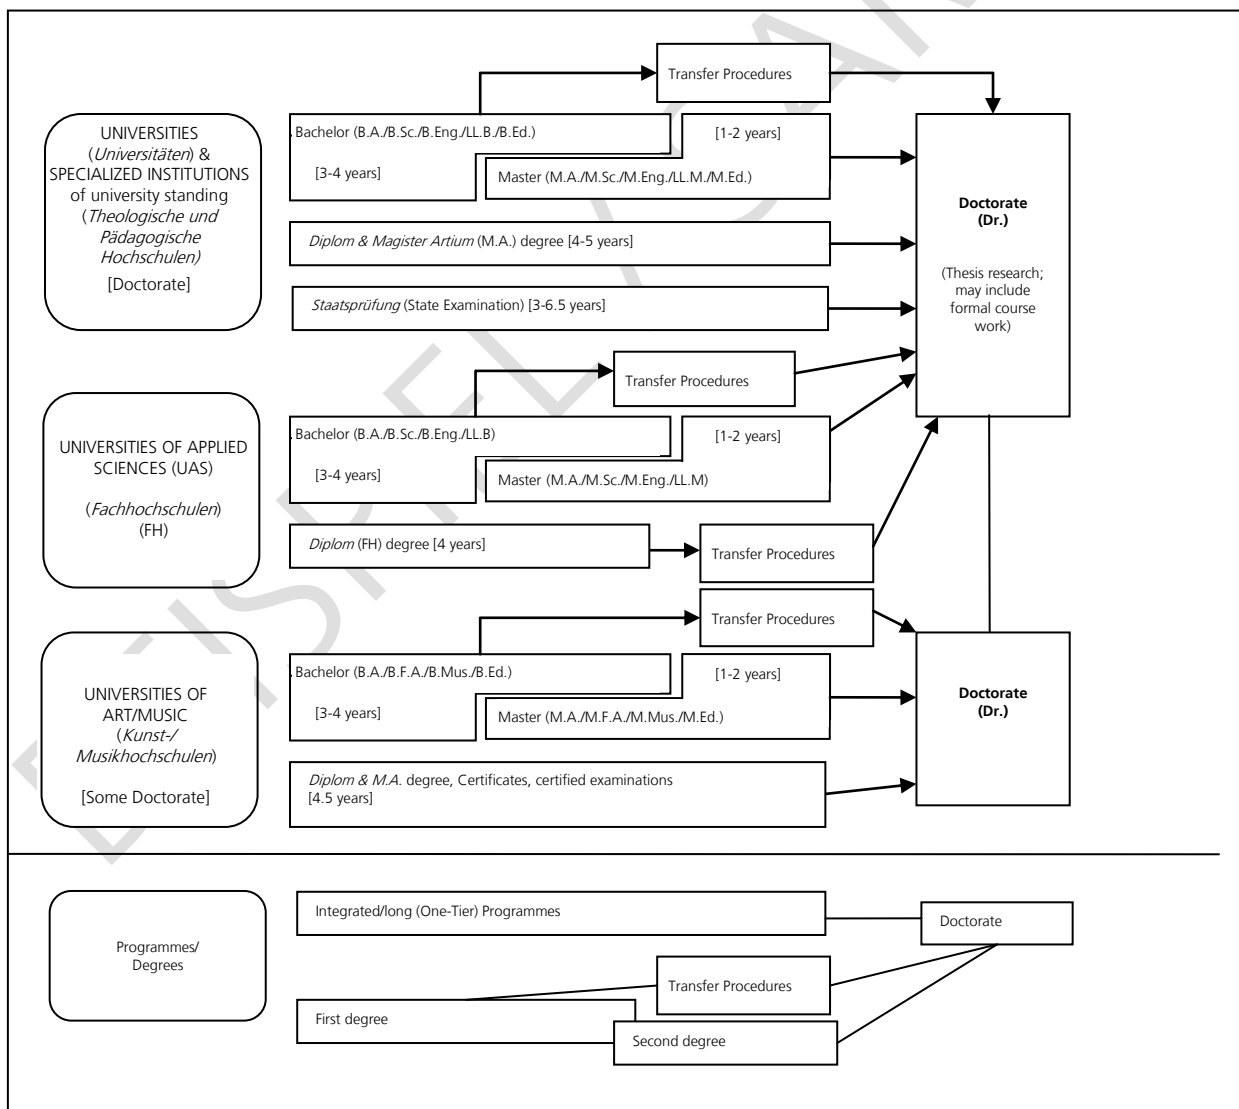 Transfer Procedures
UNIVERSITIES
(Universitäten) &
SPECIALIZED INSTITUTIONS
of university standing
(Theologische und
Pädagogische
Hochschulen)
[Doctorate]
Bachelor (B.A./B.Sc./B.Eng./LL.B./B.Ed.)
[3-4 years]
[1-2 years]
Master (M.A./M.Sc./M.Eng./LL.M./M.Ed.)
Diplom & Magister Artium (M.A.) degree [4-5 years]
Staatsprüfung (State Examination) [3-6.5 years]
Doctorate
(Dr.)
(Thesis research;
may include
formal course
work)
Transfer Procedures
UNIVERSITIES OF APPLIED
SCIENCES (UAS)
(Fachhochschulen)
(FH)
Bachelor (B.A./B.Sc./B.Eng./LL.B)
[3-4 years]
[1-2 years]
Master (M.A./M.Sc./M.Eng./LL.M)
Diplom (FH) degree [4 years]
Transfer Procedures
Transfer Procedures
UNIVERSITIES OF
ART/MUSIC
(Kunst-/
Musikhochschulen)
[Some Doctorate]
Bachelor (B.A./B.F.A./B.Mus./B.Ed.)
[3-4 years]
[1-2 years]
Master (M.A./M.F.A./M.Mus./M.Ed.)
Diplom & M.A. degree, Certificates, certified examinations
[4.5 years]
Doctorate
(Dr.)
Programmes/
Degrees
Integrated/long (One-Tier) Programmes
Doctorate
Transfer Procedures
First degree
Second degree